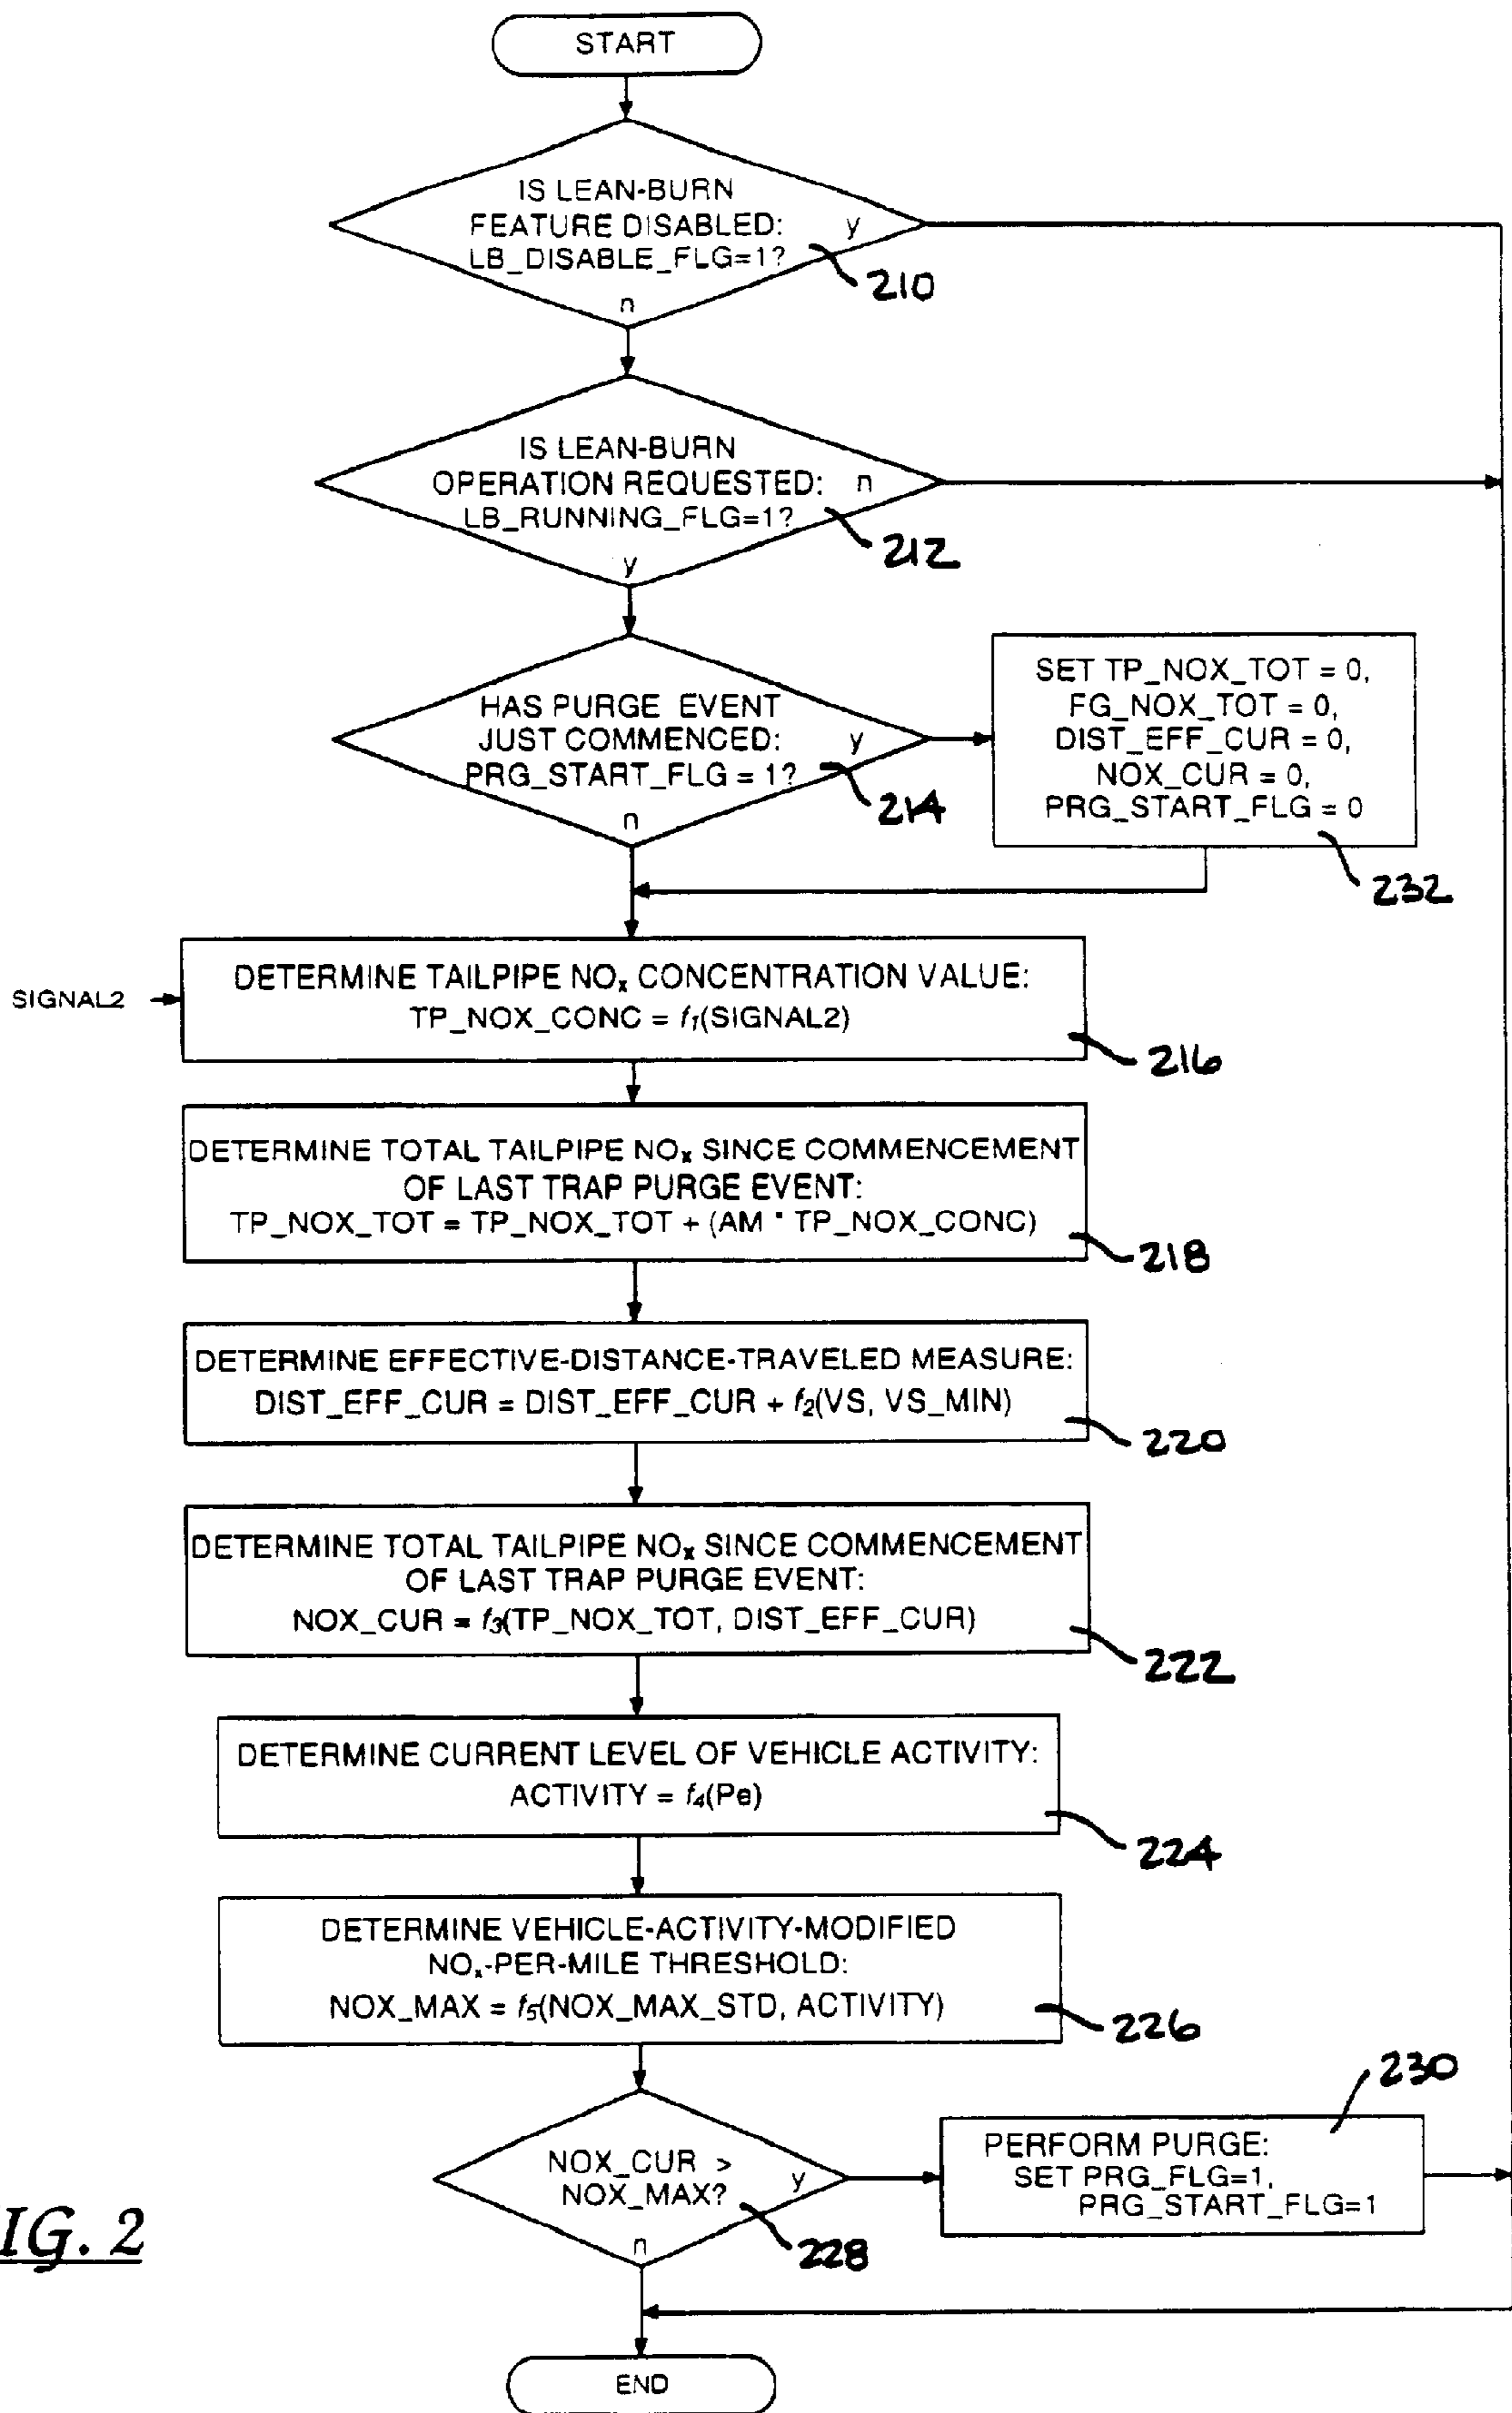 START
IS LEAN-BURN
FEATURE DISABLED:
LB_DISABLE_FLG=1?
y
210
n
IS LEAN-BURN
OPERATION REQUESTED:
LB_RUNNING_FLG=1?
n
212
y
HAS PURGE EVENT
JUST COMMENCED:
PRG_START_FLG = 1?
y
214
n
SET TP_NOX_TOT = 0,
FG_NOX_TOT = 0,
DIST_EFF_CUR = 0,
NOX_CUR = 0,
PRG_START_FLG = 0
232
SIGNAL2
DETERMINE TAILPIPE NOx CONCENTRATION VALUE:
TP_NOX_CONC = f1(SIGNAL2)
216
DETERMINE TOTAL TAILPIPE NOx SINCE COMMENCEMENT
OF LAST TRAP PURGE EVENT:
TP_NOX_TOT = TP_NOX_TOT + (AM * TP_NOX_CONC)
218
DETERMINE EFFECTIVE-DISTANCE-TRAVELED MEASURE:
DIST_EFF_CUR = DIST_EFF_CUR + f2(VS, VS_MIN)
220
DETERMINE TOTAL TAILPIPE NOx SINCE COMMENCEMENT
OF LAST TRAP PURGE EVENT:
NOX_CUR = f3(TP_NOX_TOT, DIST_EFF_CUR)
222
DETERMINE CURRENT LEVEL OF VEHICLE ACTIVITY:
ACTIVITY = f4(Pe)
224
DETERMINE VEHICLE-ACTIVITY-MODIFIED
NOx-PER-MILE THRESHOLD:
NOX_MAX = f5(NOX_MAX_STD, ACTIVITY)
226
NOX_CUR >
NOX_MAX?
y
228
n
230
PERFORM PURGE:
SET PRG_FLG=1,
PRG_START_FLG=1
IG. 2
END